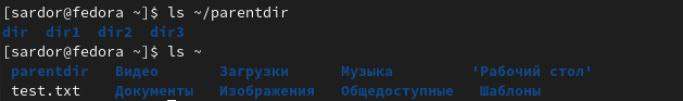 [sardor@fedora ~]$ ls ~/parentdir
dir dir1 dir2 dir3
[sardor@fedora ~]$ ls ~
parentdir Видео Загрузки Музыка 'Рабочий стол'
test.txt Документы Изображения Общедоступные Шаблоны